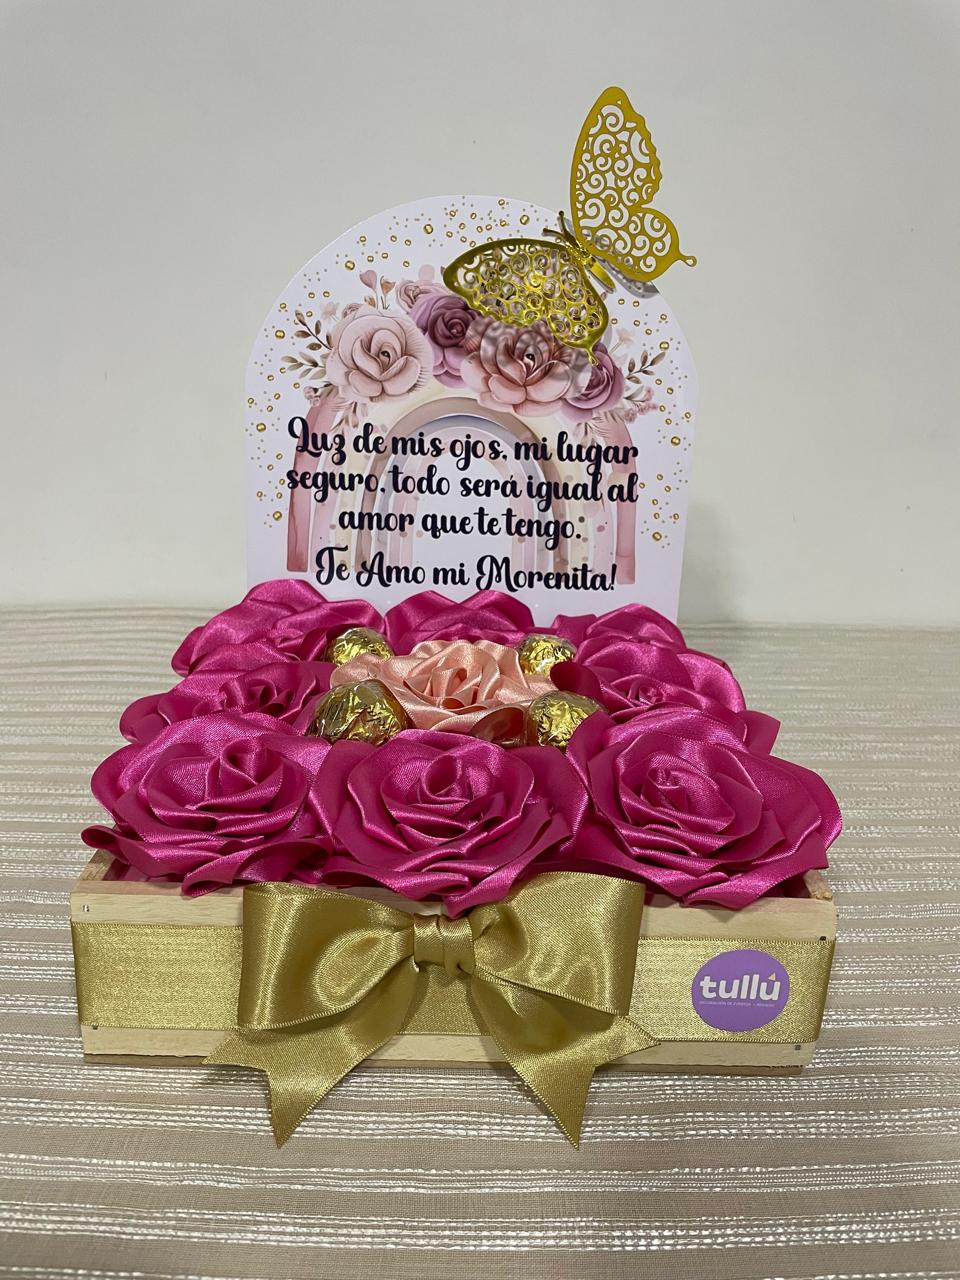 Luz de mis ojos, mi lugar
seguro, todo será igual al
amor que te tengo.
Te Amo mi Morenita!
tullú